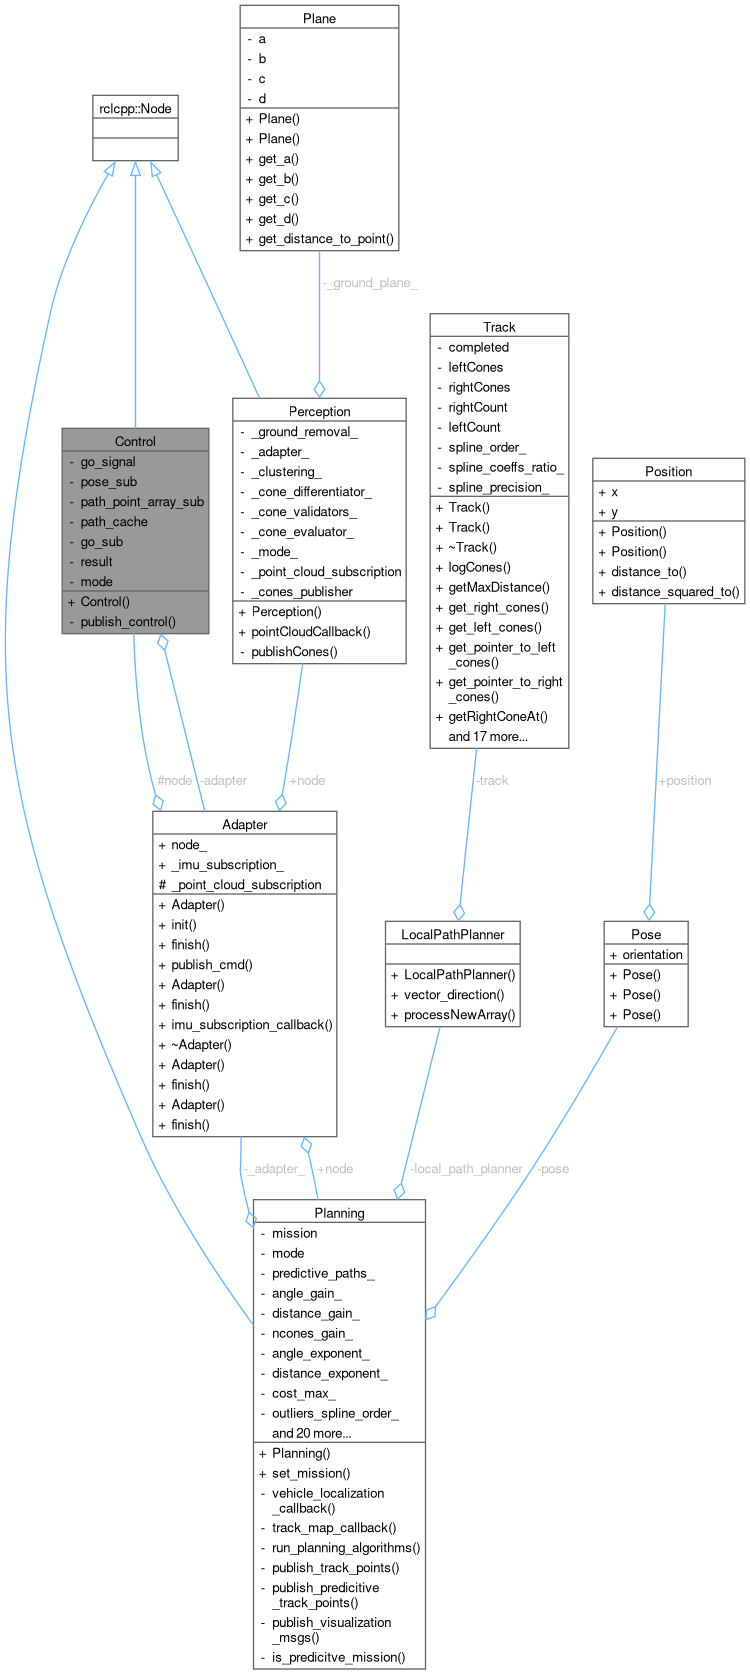 Plane
- a
- b
- c
- d
+ Plane()
+ Plane()
+ get_a()
+ get_b()
+ get_c()
+ get_d()
+ get_distance_to_point()
rclcpp::Node
-_ground_plane_
Track
- completed
- leftCones
- rightCones
- rightCount
- leftCount
- spline_order_
- spline_coeffs_ratio_
- spline_precision_
+ Track()
+ Track()
+ ~Track()
+ logCones()
+ getMaxDistance()
+ get_right_cones()
+ get_left_cones()
+ get_pointer_to_left
_cones()
+ get_pointer_to_right
_cones()
+ getRightConeAt()
and 17 more...
Perception
- _ground_removal_
- _adapter_
- _clustering_
- _cone_differentiator_
- _cone_validators_
- _cone_evaluator_
- _mode_
- _point_cloud_subscription
- _cones_publisher
+ Perception()
+ pointCloudCallback()
- publishCones()
Control
- go_signal
- pose_sub
- path_point_array_sub
- path_cache
- go_sub
- result
- mode
+ Control()
- publish_control()
Position
+ x
+ y
+ Position()
+ Position()
+ distance_to()
+ distance_squared_to()
#node
-adapter
+node
-track
+position
Adapter
+ node_
+ _imu_subscription_
# _point_cloud_subscription
+ Adapter()
+ init()
+ finish()
+ publish_cmd()
+ Adapter()
+ finish()
+ imu_subscription_callback()
+ ~Adapter()
+ Adapter()
+ finish()
+ Adapter()
+ finish()
LocalPathPlanner
+ LocalPathPlanner()
+ vector_direction()
+ processNewArray()
Pose
+ orientation
+ Pose()
+ Pose()
+ Pose()
-_adapter_
+node
-local_path_planner
-pose
Planning
- mission
- mode
- predictive_paths_
- angle_gain_
- distance_gain_
- ncones_gain_
- angle_exponent_
- distance_exponent_
- cost_max_
- outliers_spline_order_
and 20 more...
+ Planning()
+ set_mission()
- vehicle_localization
_callback()
- track_map_callback()
- run_planning_algorithms()
- publish_track_points()
- publish_predicitive
_track_points()
- publish_visualization
_msgs()
- is_predicitve_mission()